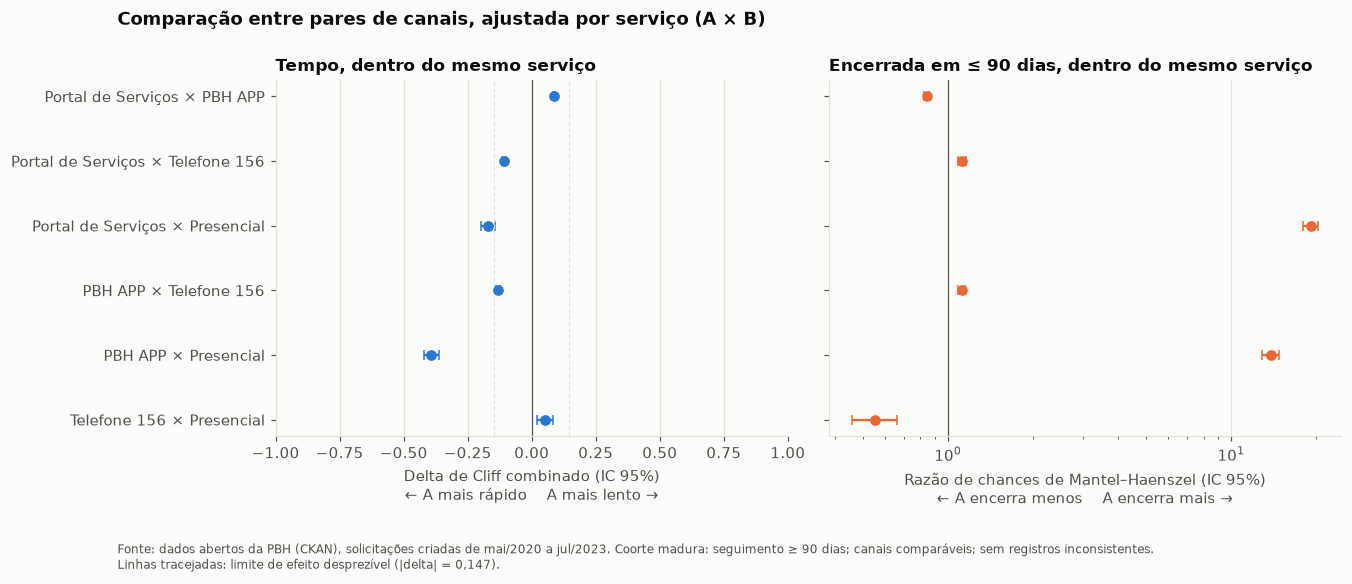 Comparação entre pares de canais, ajustada por serviço (A × B)
Tempo, dentro do mesmo serviço
Portal de Serviços × PBH APP
Portal de Serviços × Telefone 156
Portal de Serviços × Presencial
PBH APP × Telefone 156
PBH APP × Presencial
Telefone 156 × Presencial
−1.00 −0.75 −0.50 −0.25 0.00 0.25 0.50 0.75 1.00
Delta de Cliff combinado (IC 95%)
← A mais rápido A mais lento →
Encerrada em ≤ 90 dias, dentro do mesmo serviço
10⁰ 10¹
Razão de chances de Mantel–Haenszel (IC 95%)
← A encerra menos A encerra mais →
Fonte: dados abertos da PBH (CKAN), solicitações criadas de mai/2020 a jul/2023. Coorte madura: seguimento ≥ 90 dias; canais comparáveis; sem registros inconsistentes.
Linhas tracejadas: limite de efeito desprezível (|delta| = 0,147).